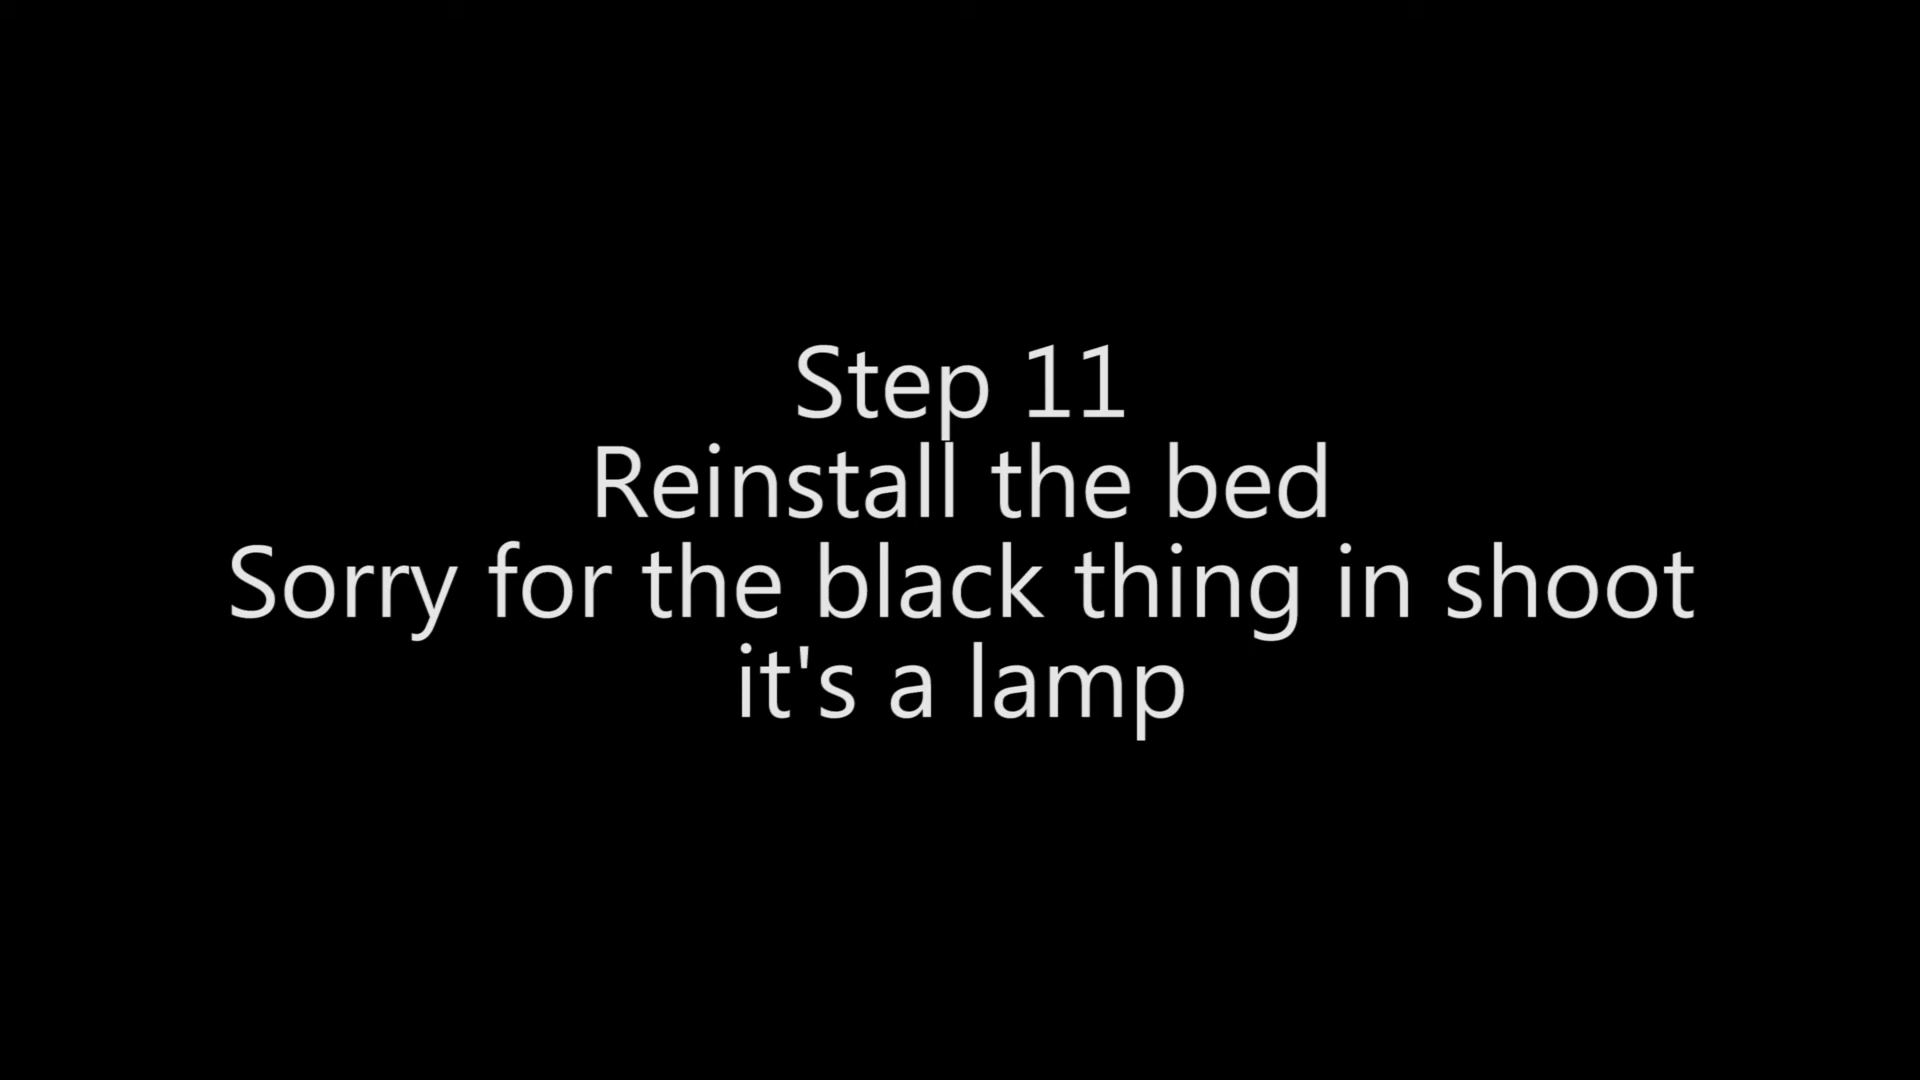 Step 11
Reinstall the bed
Sorry for the black thing in shoot
it's a lamp